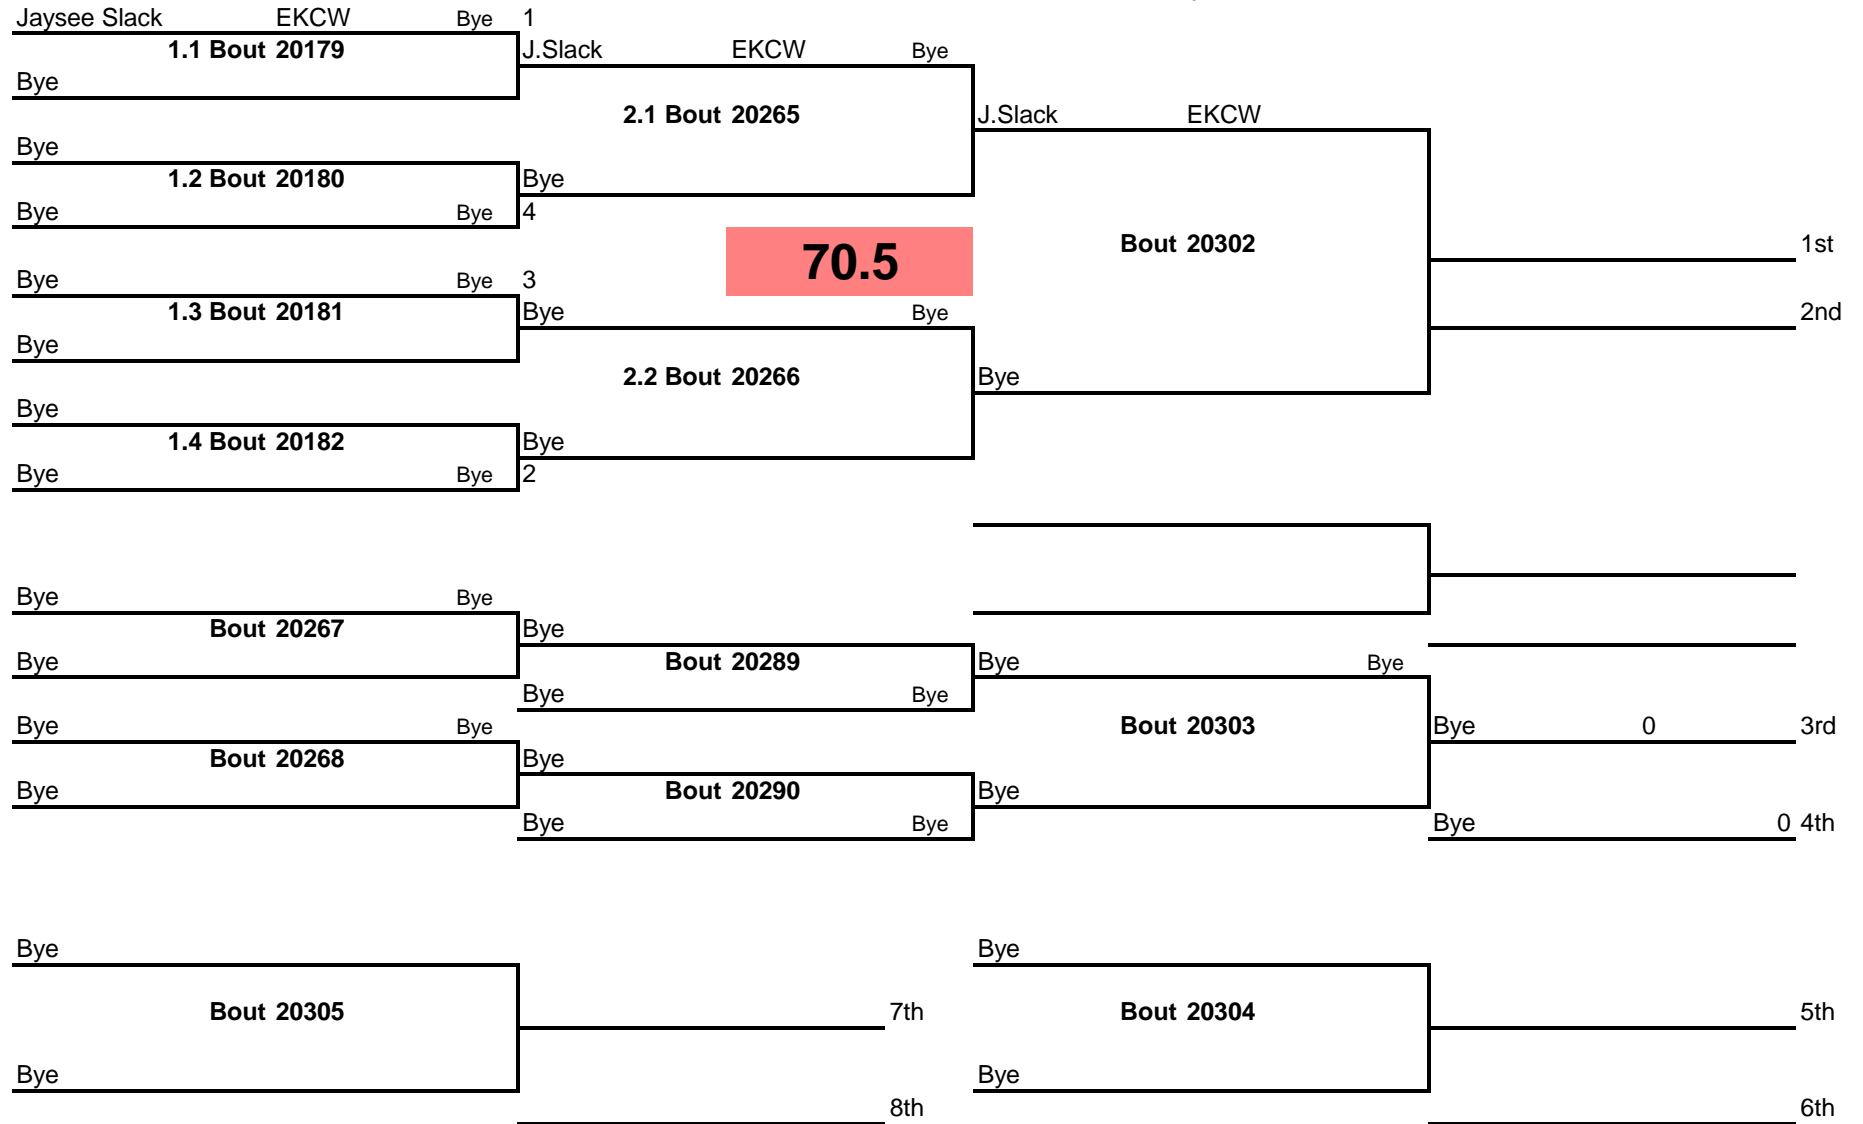 Jaysee Slack EKCW Bye 1
1.1 Bout 20179 J.Slack EKCW Bye
Bye
2.1 Bout 20265 J.Slack EKCW
Bye
1.2 Bout 20180 Bye
Bye Bye 4
70.5 Bout 20302 1st
Bye Bye 3
1.3 Bout 20181 Bye Bye 2nd
Bye
2.2 Bout 20266 Bye
Bye
1.4 Bout 20182 Bye
Bye Bye 2
Bye Bye
Bout 20267 Bye
Bye Bout 20289 Bye Bye
Bye Bye
Bye Bye Bout 20303 Bye 0 3rd
Bout 20268 Bye
Bye Bout 20290 Bye
Bye Bye Bye 0 4th
Bye Bye
Bout 20305 7th Bout 20304 5th
Bye Bye
8th 6th